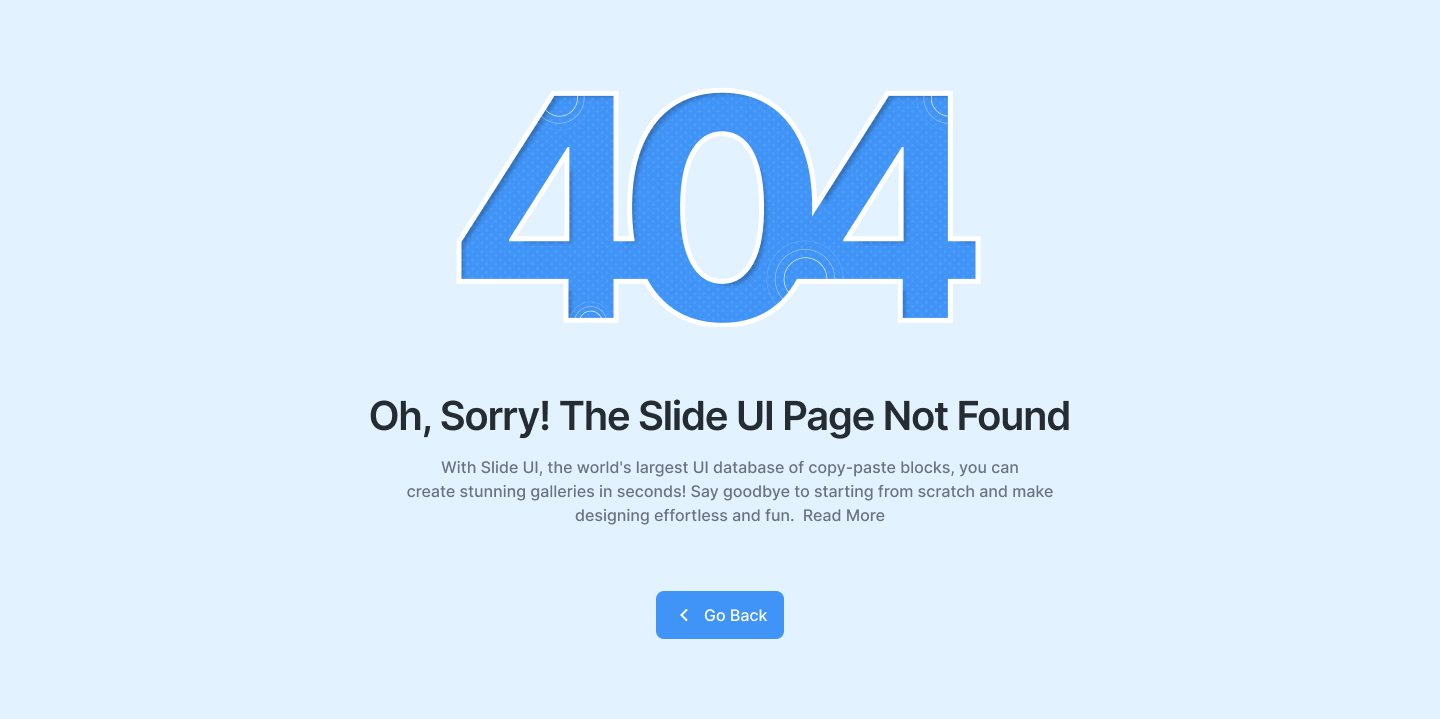 404
Oh, Sorry! The Slide UI Page Not Found
With Slide UI, the world's largest UI database of copy-paste blocks, you can
create stunning galleries in seconds! Say goodbye to starting from scratch and make
designing effortless and fun.  Read More
Go Back